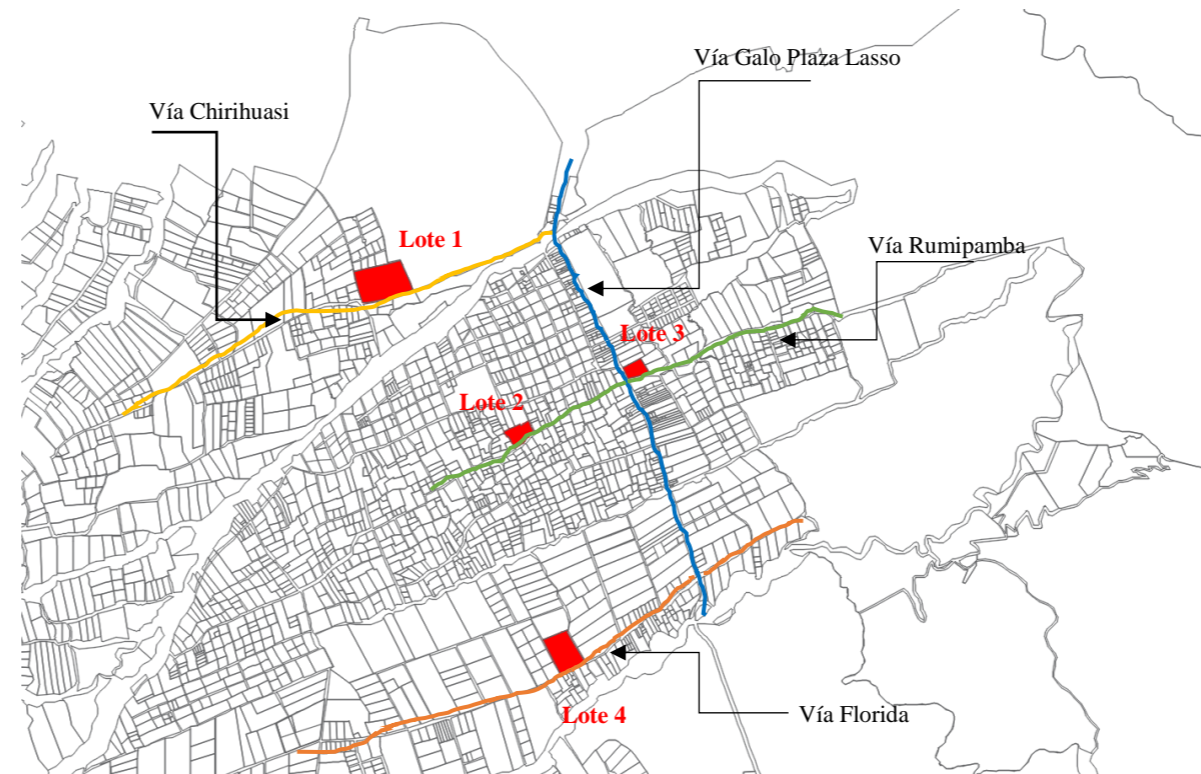 Vía Galo Plaza Lasso
Vía Chirihuasi
Lote 1
Vía Rumipamba
Lote 3
Lote 2
Lote 4
Vía Florida